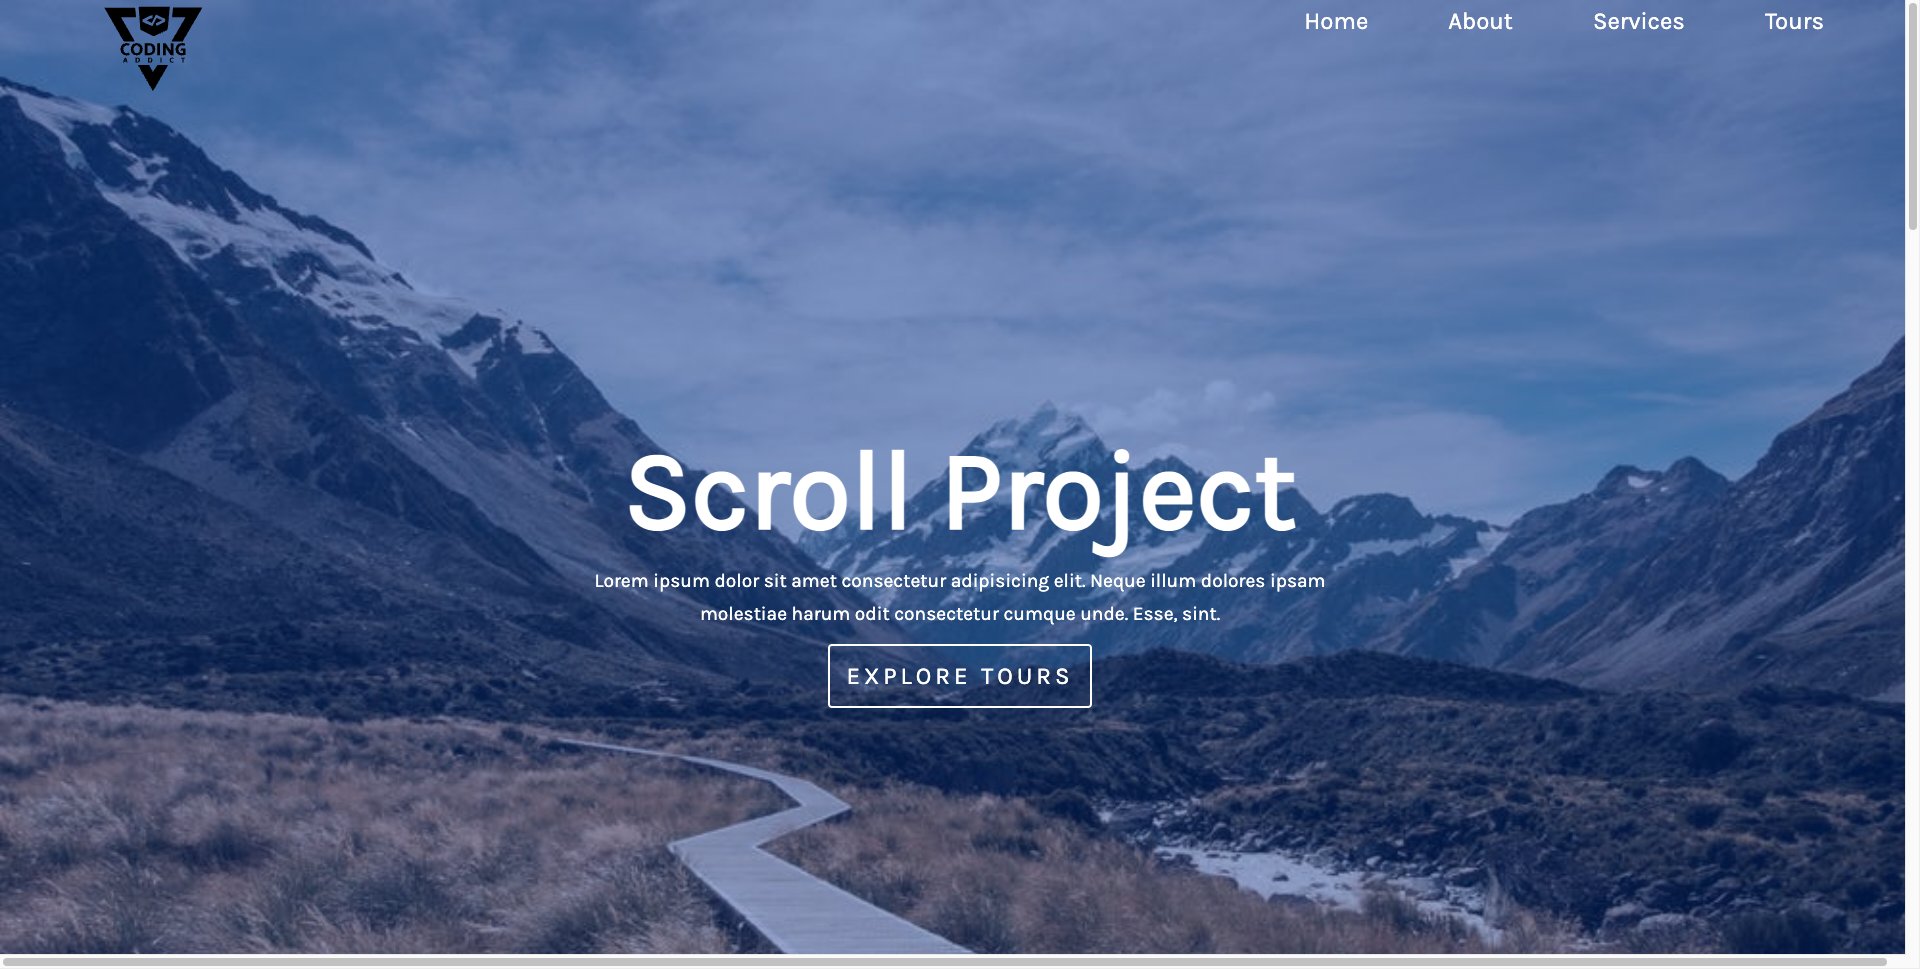 CODING
ADDICT
Home About Services Tours
Scroll Project
Lorem ipsum dolor sit amet consectetur adipisicing elit. Neque illum dolores ipsam
molestiae harum odit consectetur cumque unde. Esse, sint.
EXPLORE TOURS